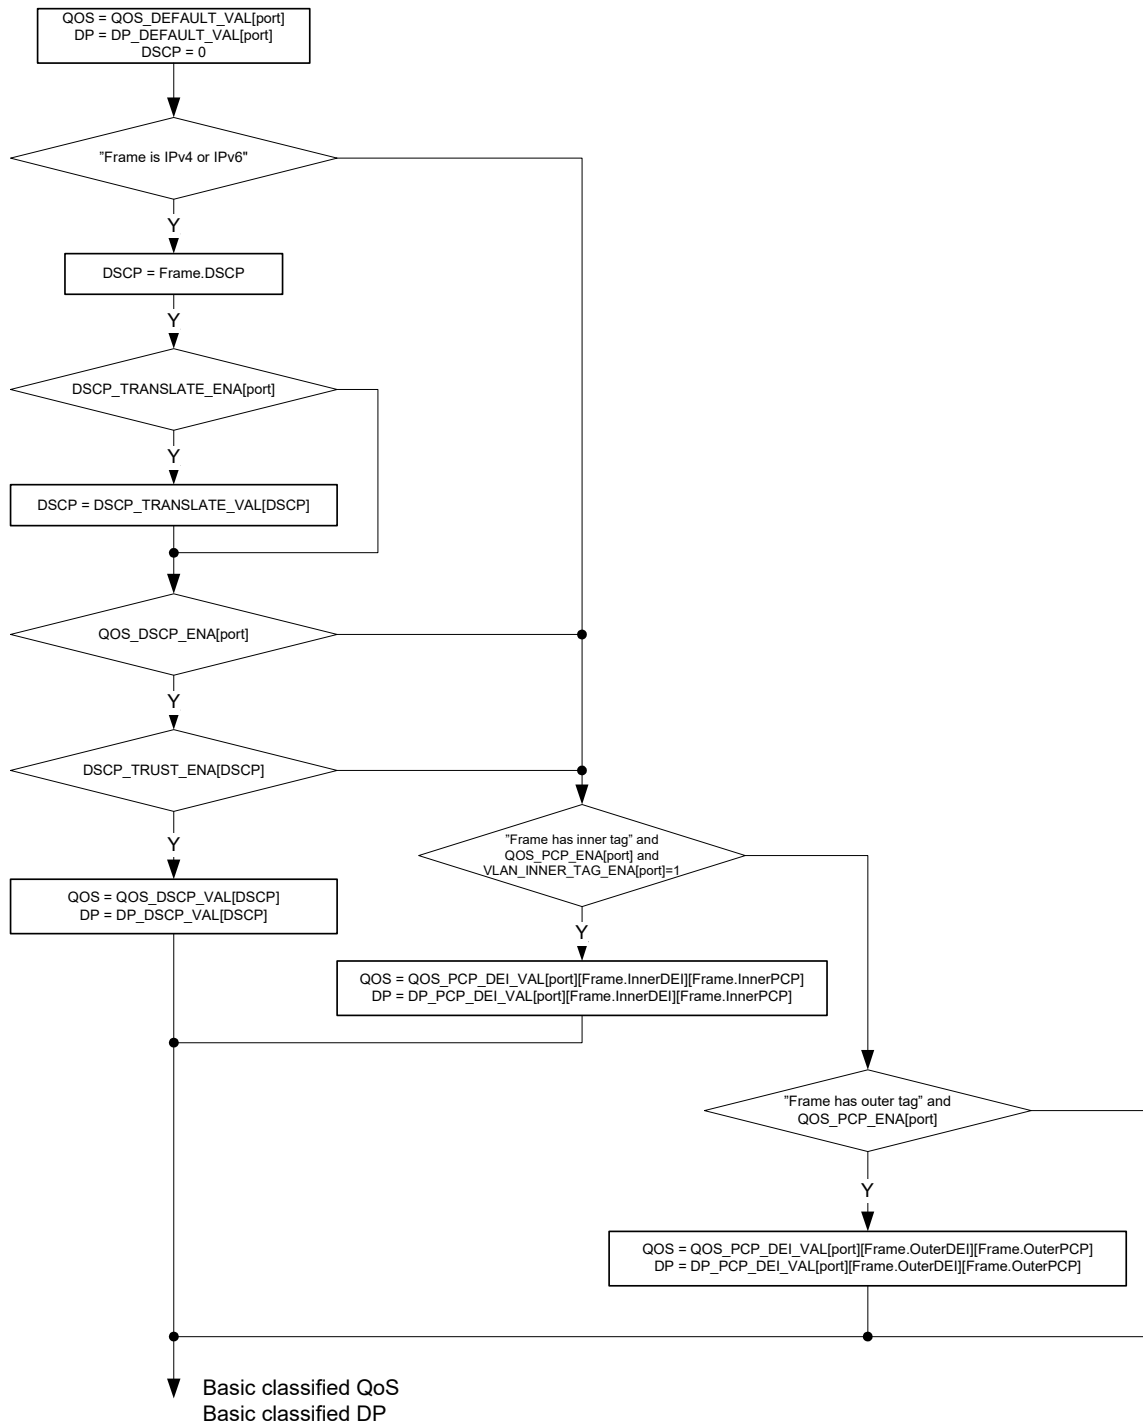 QOS = QOS_DEFAULT_VAL[port]
DP = DP_DEFAULT_VAL[port]
DSCP = 0
"Frame is IPv4 or IPv6"
Y
DSCP = Frame.DSCP
Y
DSCP_TRANSLATE_ENA[port]
Y
DSCP = DSCP_TRANSLATE_VAL[DSCP]
QOS_DSCP_ENA[port]
Y
DSCP_TRUST_ENA[DSCP]
Y
QOS = QOS_DSCP_VAL[DSCP]
DP = DP_DSCP_VAL[DSCP]
"Frame has inner tag" and
QOS_PCP_ENA[port] and
VLAN_INNER_TAG_ENA[port]=1
Y
QOS = QOS_PCP_DEI_VAL[port][Frame.InnerDEI][Frame.InnerPCP]
DP = DP_PCP_DEI_VAL[port][Frame.InnerDEI][Frame.InnerPCP]
"Frame has outer tag" and
QOS_PCP_ENA[port]
Y
QOS = QOS_PCP_DEI_VAL[port][Frame.OuterDEI][Frame.OuterPCP]
DP = DP_PCP_DEI_VAL[port][Frame.OuterDEI][Frame.OuterPCP]
Basic classified QoS
Basic classified DP